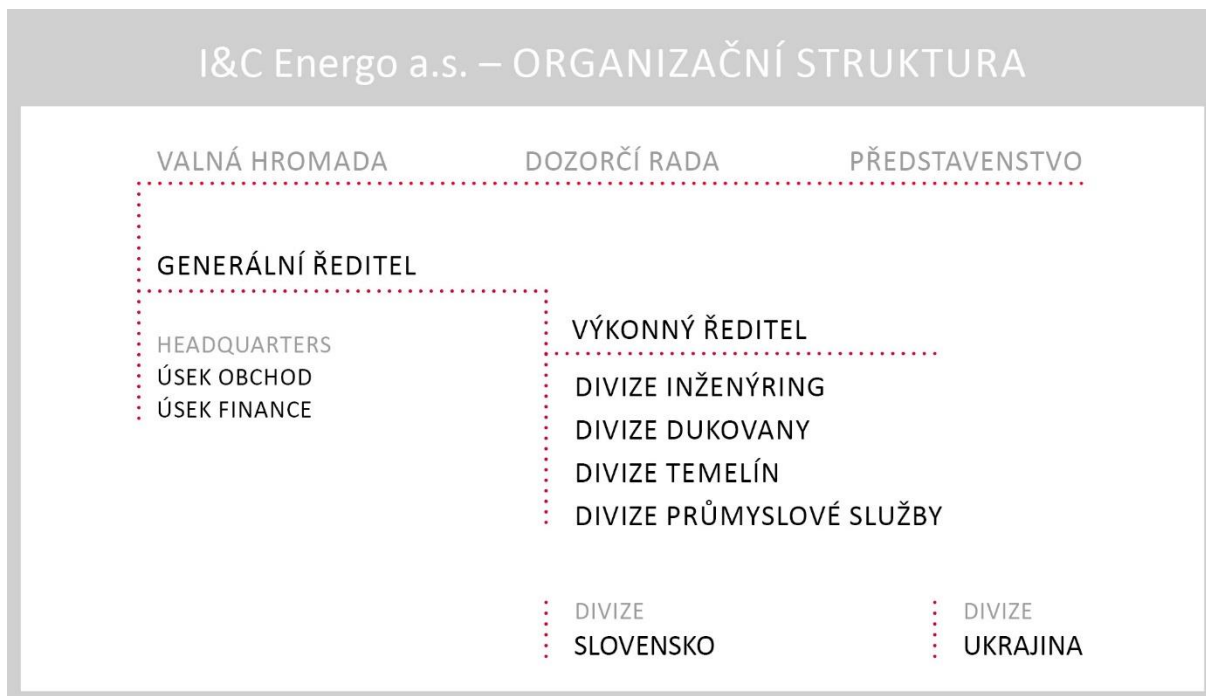 I&C Energo a.s. – ORGANIZAČNÍ STRUKTURA
VALNÁ HROMADA DOZORČÍ RADA PŘEDSTAVENSTVO
GENERÁLNÍ ŘEDITEL
HEADQUARTERS
ÚSEK OBCHOD
ÚSEK FINANCE
VÝKONNÝ ŘEDITEL
DIVIZE INŽENÝRING
DIVIZE DUKOVANY
DIVIZE TEMELÍN
DIVIZE PRŮMYSLOVÉ SLUŽBY
DIVIZE
SLOVENSKO
DIVIZE
UKRAJINA